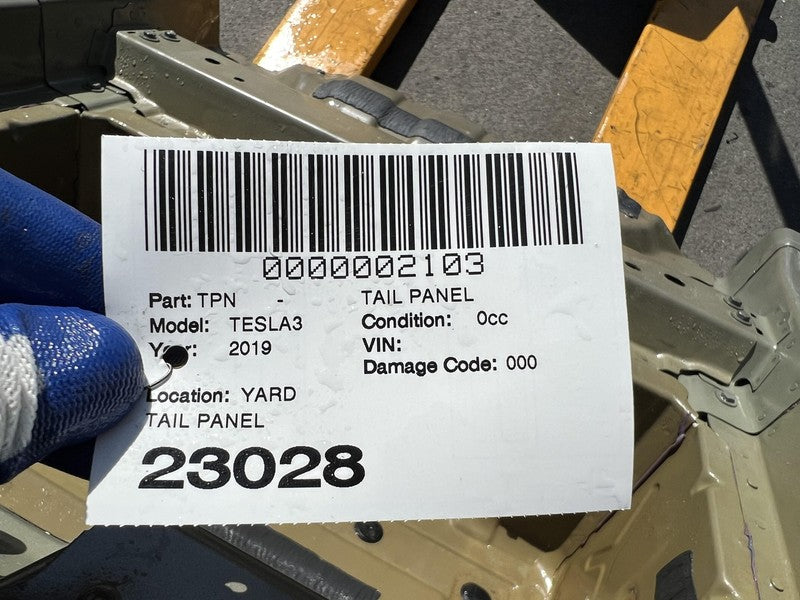 0000002103
Part: TPN - TAIL PANEL
Model: TESLA3 Condition: 0cc
Year: 2019 VIN:
Damage Code: 000
Location: YARD
TAIL PANEL
23028